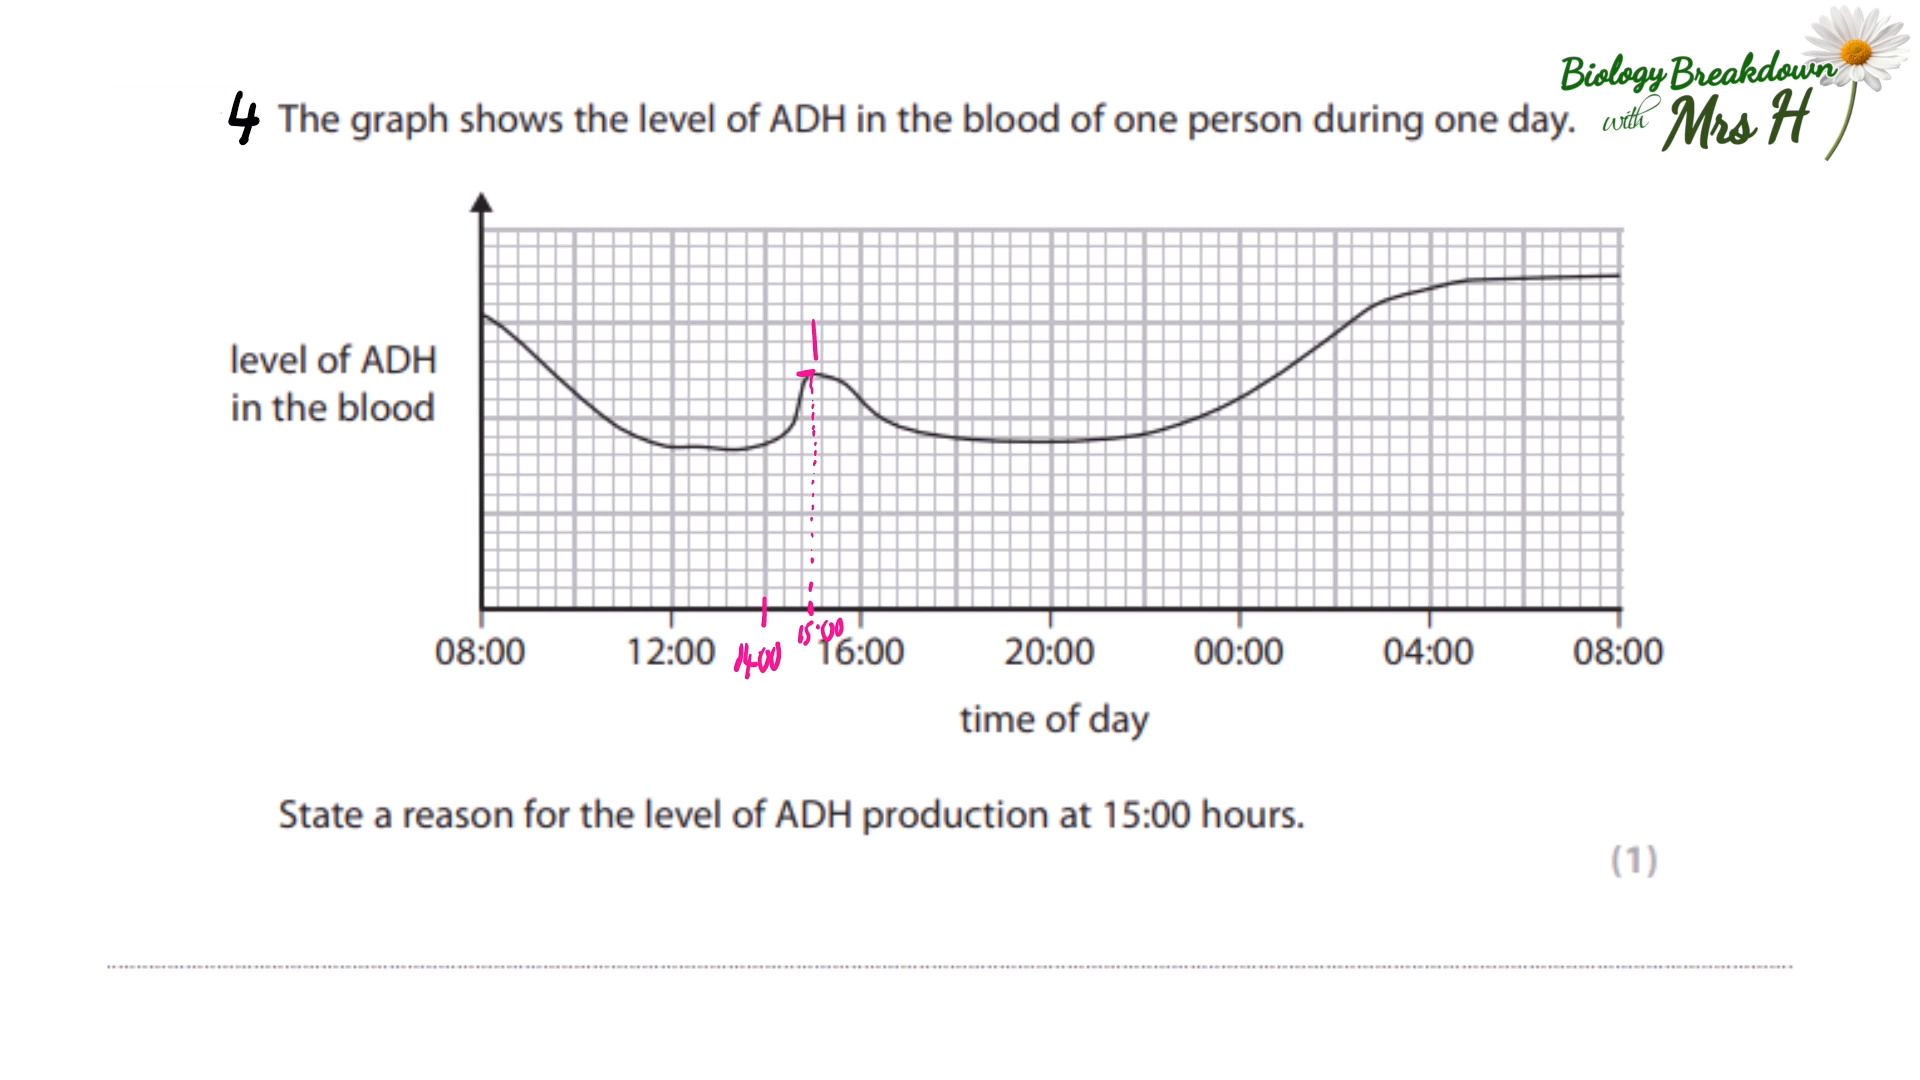 Biology Breakdown
with Mrs H
4 The graph shows the level of ADH in the blood of one person during one day.
level of ADH
in the blood
08:00 12:00 14:00 15:00 16:00 20:00 00:00 04:00 08:00
time of day
State a reason for the level of ADH production at 15:00 hours.
(1)